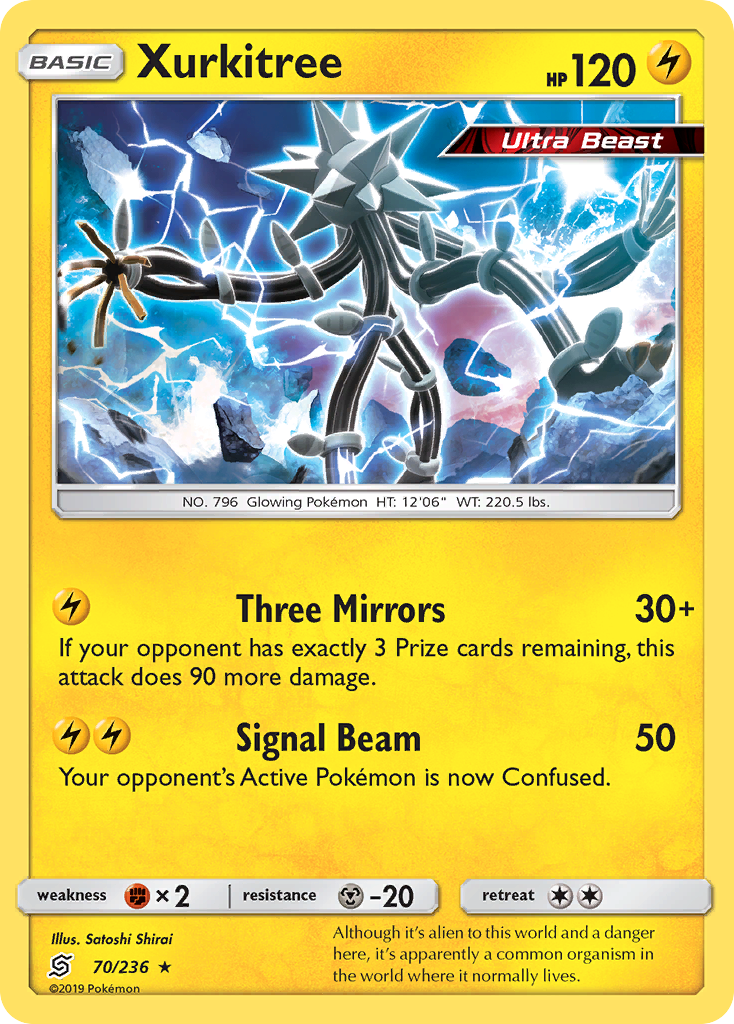 BASIC Xurkitree HP 120
Ultra Beast
NO. 796 Glowing Pokémon HT: 12'06" WT: 220.5 lbs.
Three Mirrors 30+
If your opponent has exactly 3 Prize cards remaining, this
attack does 90 more damage.
Signal Beam 50
Your opponent's Active Pokémon is now Confused.
weakness × 2 resistance -20 retreat
Illus. Satoshi Shirai
70/236 ★
©2019 Pokémon
Although it's alien to this world and a danger
here, it's apparently a common organism in
the world where it normally lives.